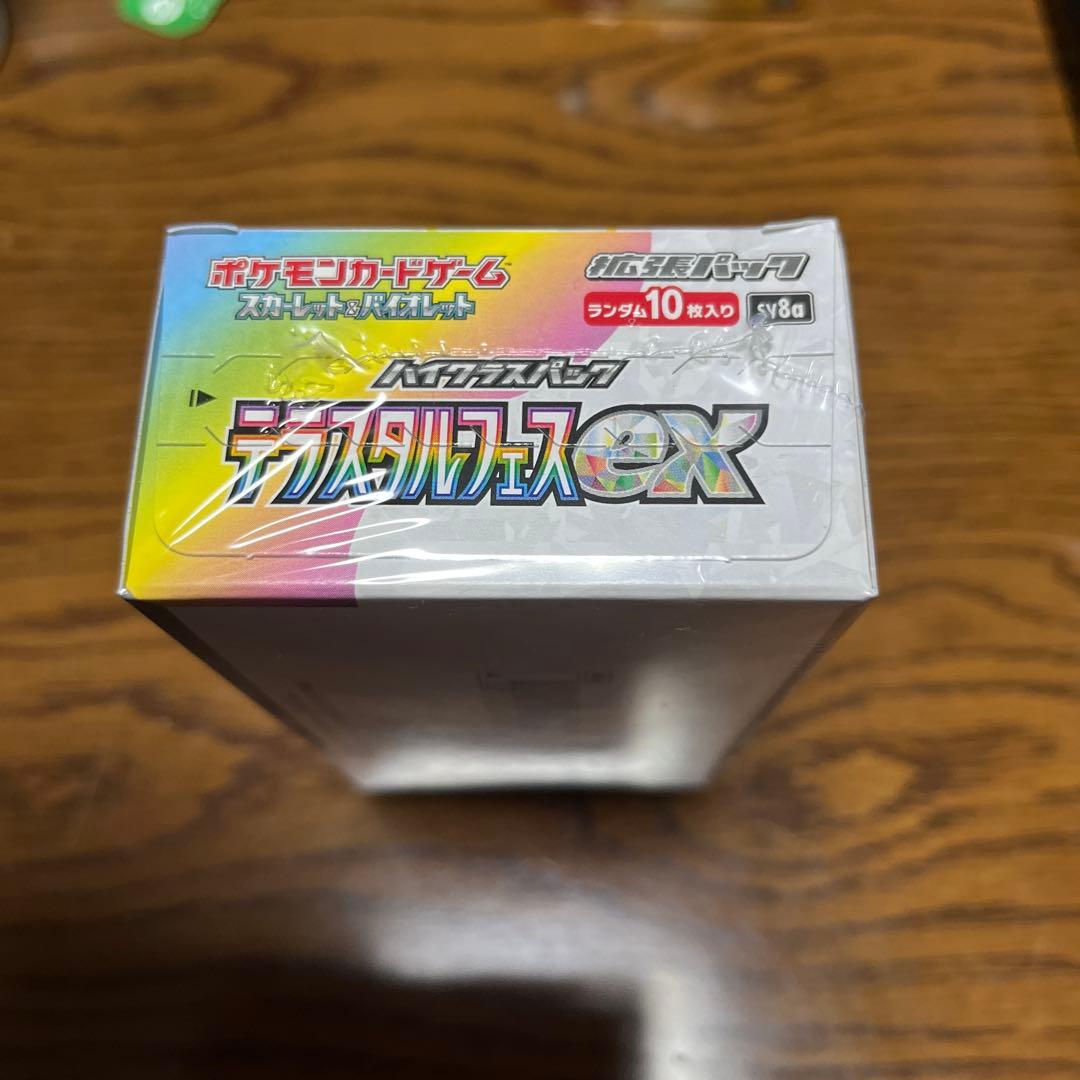 ポケモンカードゲーム
スカーレット&バイオレット
拡張パック
ランダム10枚入り
sv8a
ハイクラスパック
テラスタルフェスex